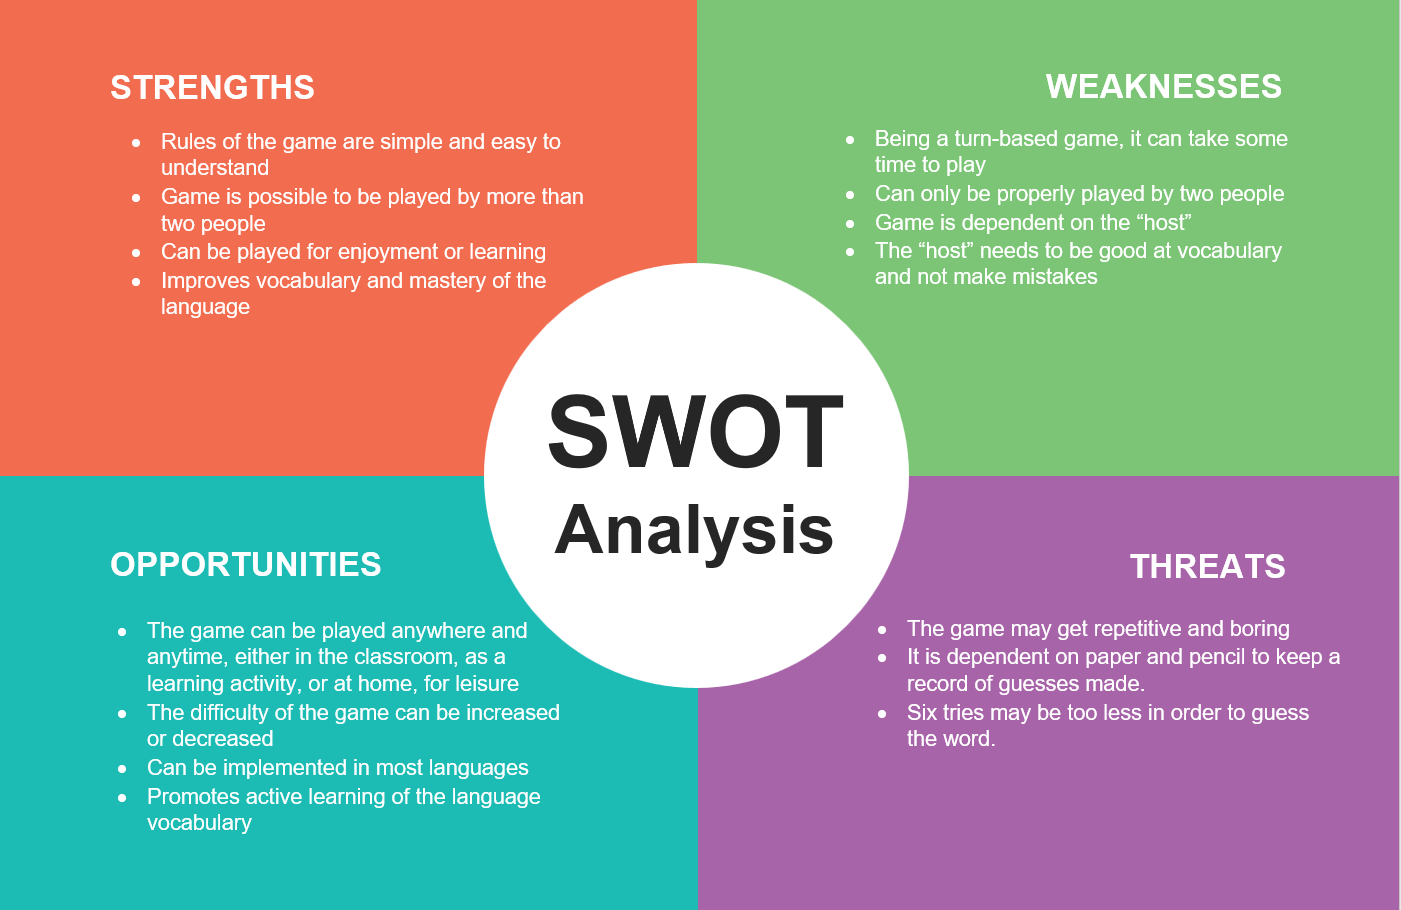 STRENGTHS
• Rules of the game are simple and easy to
understand
• Game is possible to be played by more than
two people
• Can be played for enjoyment or learning
• Improves vocabulary and mastery of the
language
WEAKNESSES
• Being a turn-based game, it can take some
time to play
• Can only be properly played by two people
• Game is dependent on the “host”
• The “host” needs to be good at vocabulary
and not make mistakes
SWOT
Analysis
OPPORTUNITIES
• The game can be played anywhere and
anytime, either in the classroom, as a
learning activity, or at home, for leisure
• The difficulty of the game can be increased
or decreased
• Can be implemented in most languages
• Promotes active learning of the language
vocabulary
THREATS
• The game may get repetitive and boring
• It is dependent on paper and pencil to keep a
record of guesses made.
• Six tries may be too less in order to guess
the word.